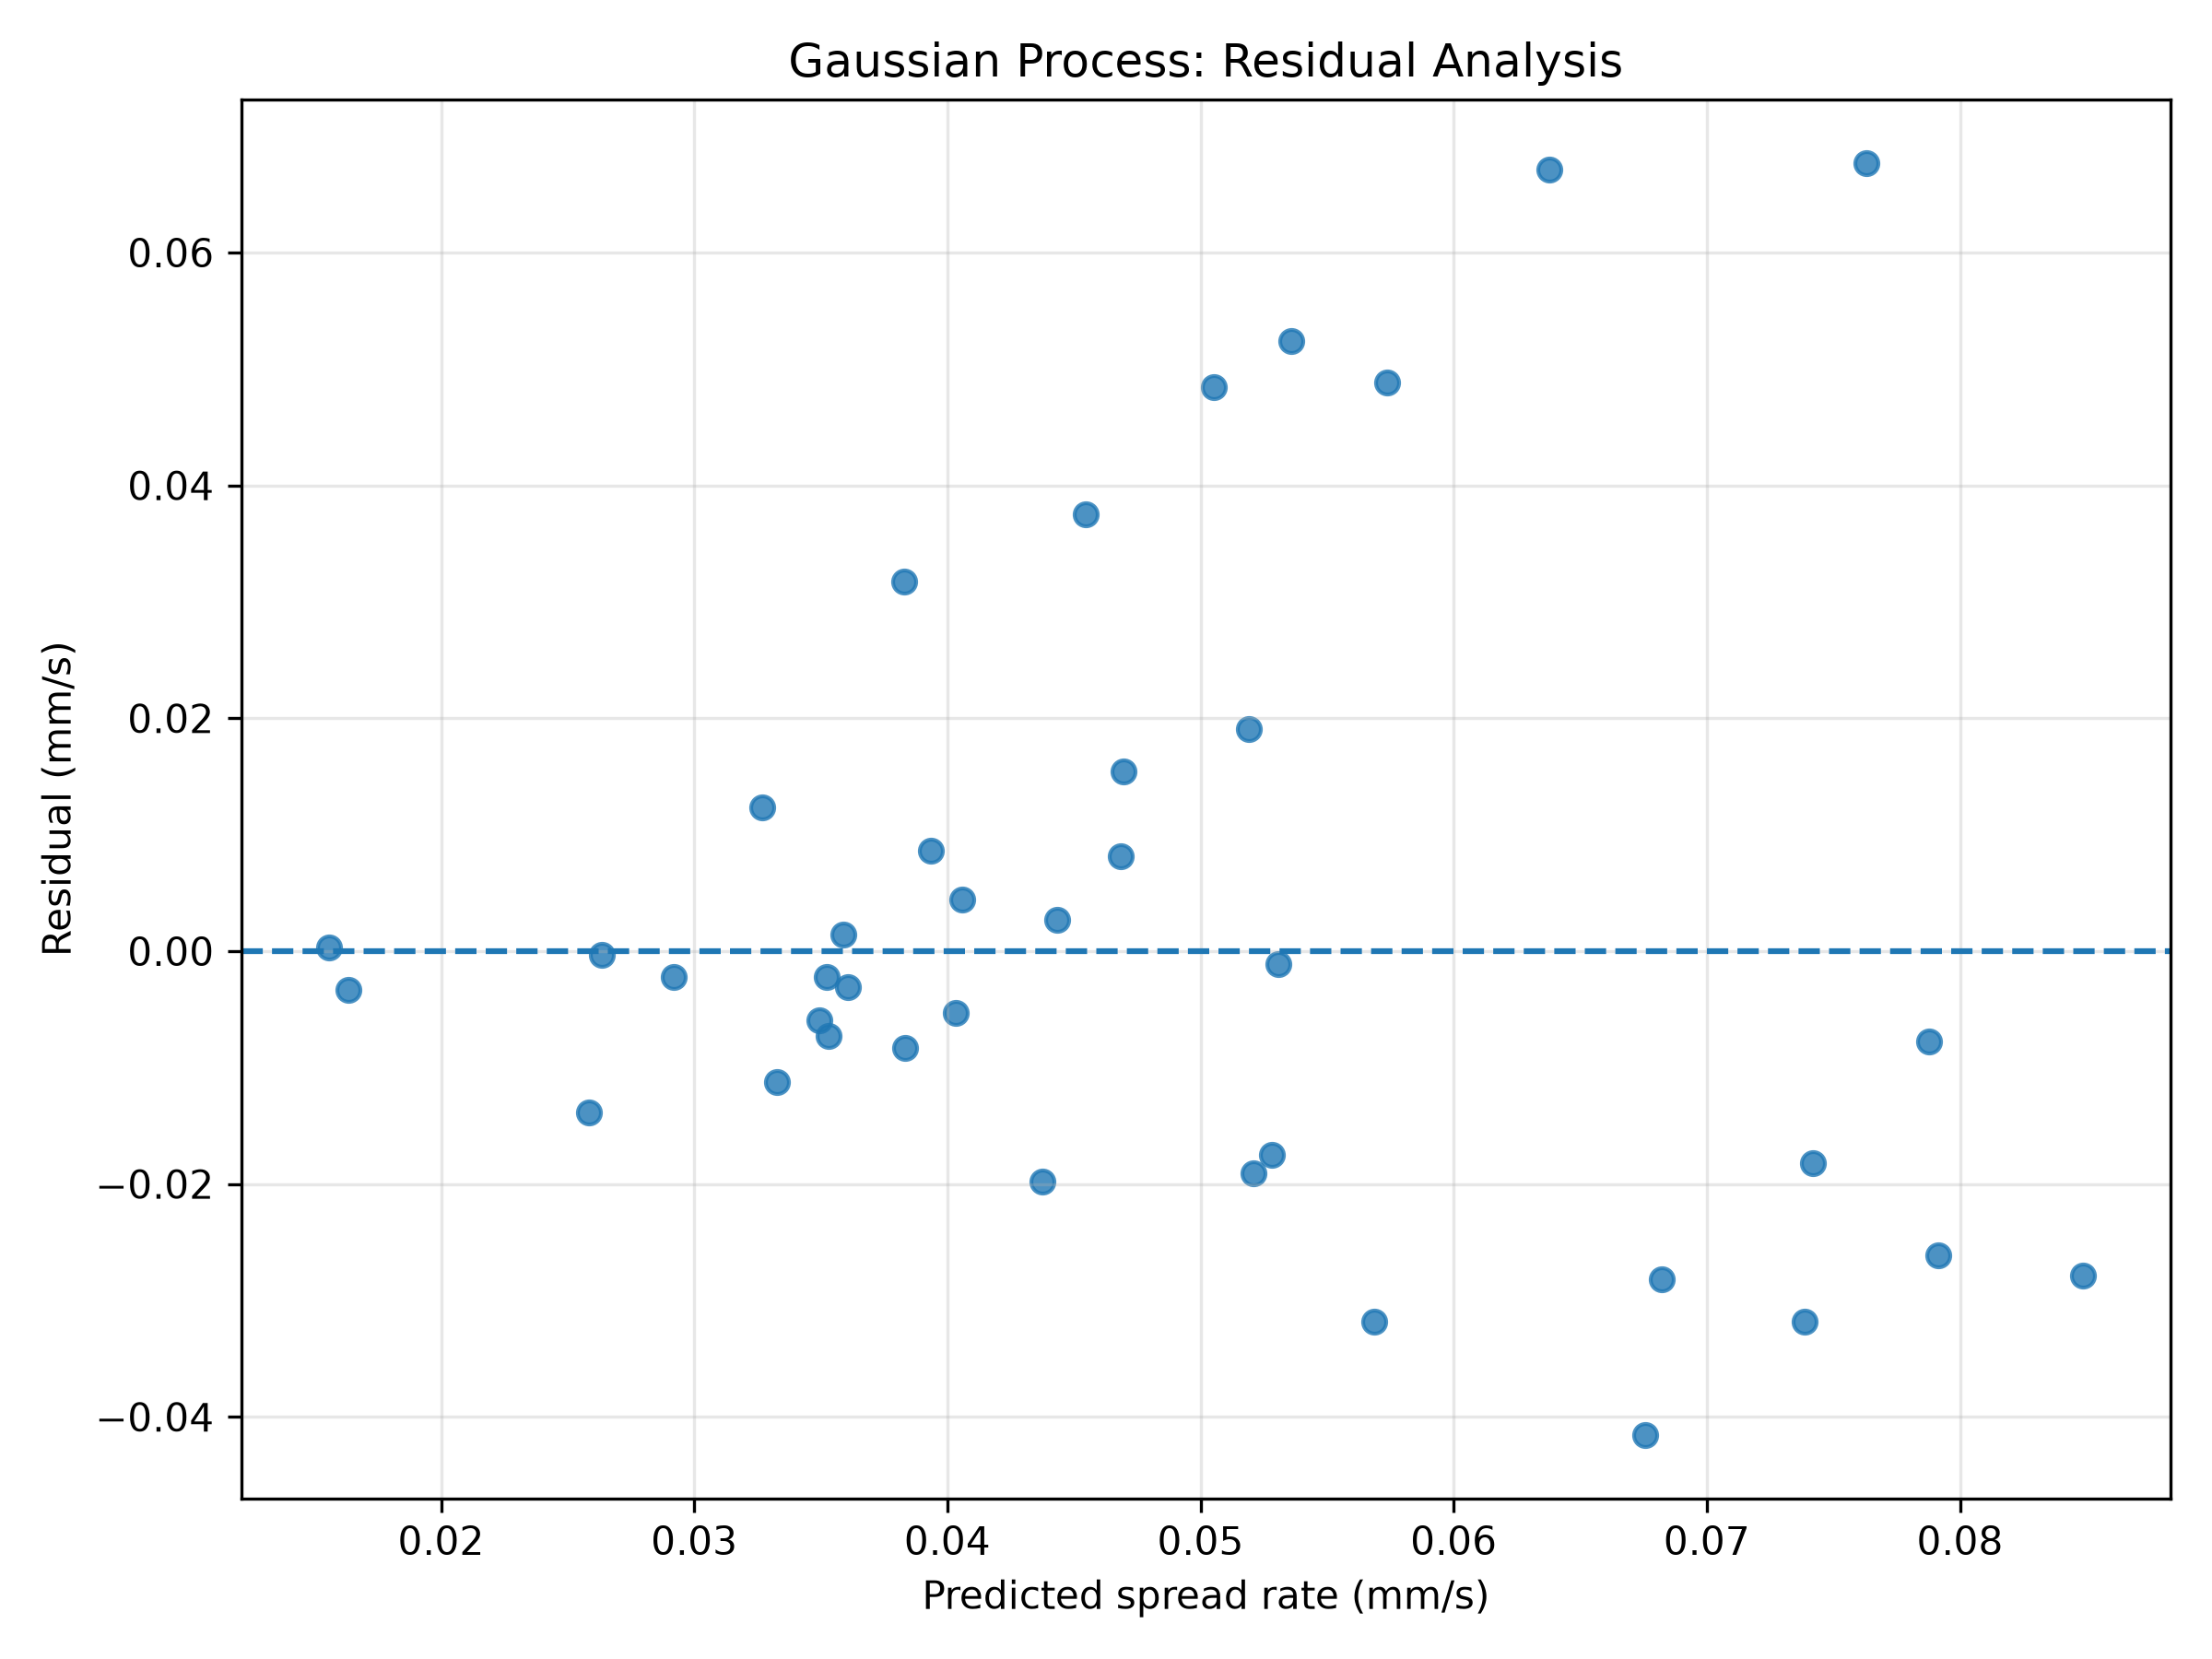 Gaussian Process: Residual Analysis
Residual (mm/s)
0.06
0.04
0.02
0.00
−0.02
−0.04
0.02 0.03 0.04 0.05 0.06 0.07 0.08
Predicted spread rate (mm/s)